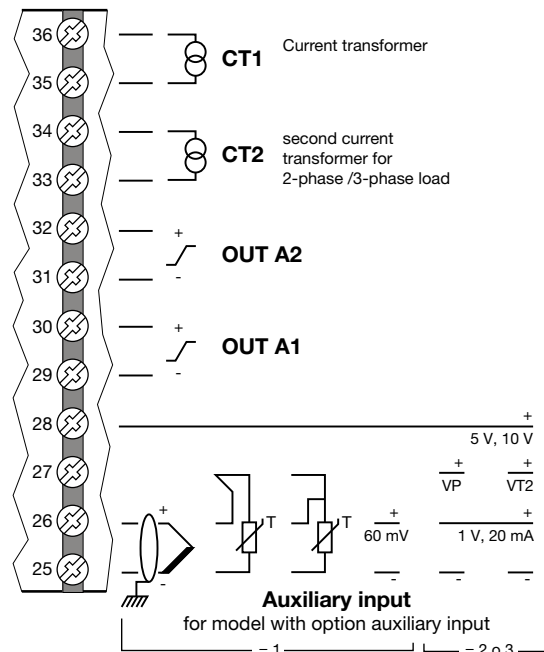 36
CT1
Current transformer
35
34
CT2
second current
transformer for
2-phase /3-phase load
33
32
+
OUT A2
31
-
30
+
OUT A1
29
-
28
+
5 V, 10 V
27
+ +
VP VT2
26
+
T
T
+
60 mV
+
1 V, 20 mA
25
-
- - -
Auxiliary input
for model with option auxiliary input
– 1
– 2 o 3